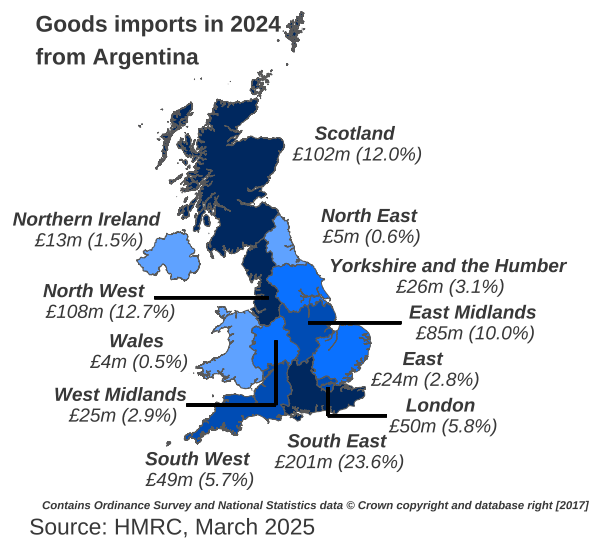 Goods imports in 2024
from Argentina
Scotland
£102m (12.0%)
Northern Ireland
£13m (1.5%)
North East
£5m (0.6%)
Yorkshire and the Humber
£26m (3.1%)
North West
£108m (12.7%)
East Midlands
£85m (10.0%)
Wales
£4m (0.5%)
East
£24m (2.8%)
West Midlands
£25m (2.9%)
London
£50m (5.8%)
South East
£201m (23.6%)
South West
£49m (5.7%)
Contains Ordinance Survey and National Statistics data © Crown copyright and database right [2017]
Source: HMRC, March 2025